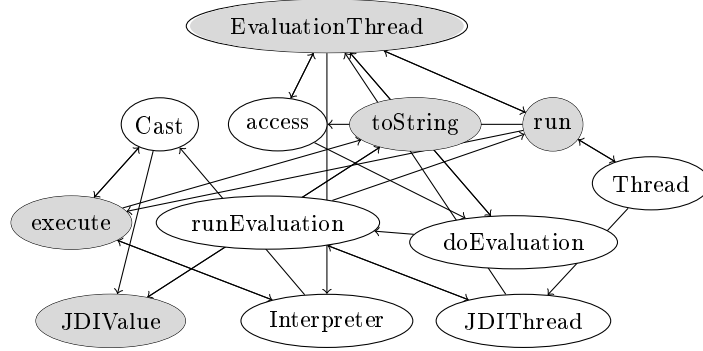 EvaluationThread
Cast
access
toString
run
Thread
execute
runEvaluation
doEvaluation
JDIValue
Interpreter
JDIThread